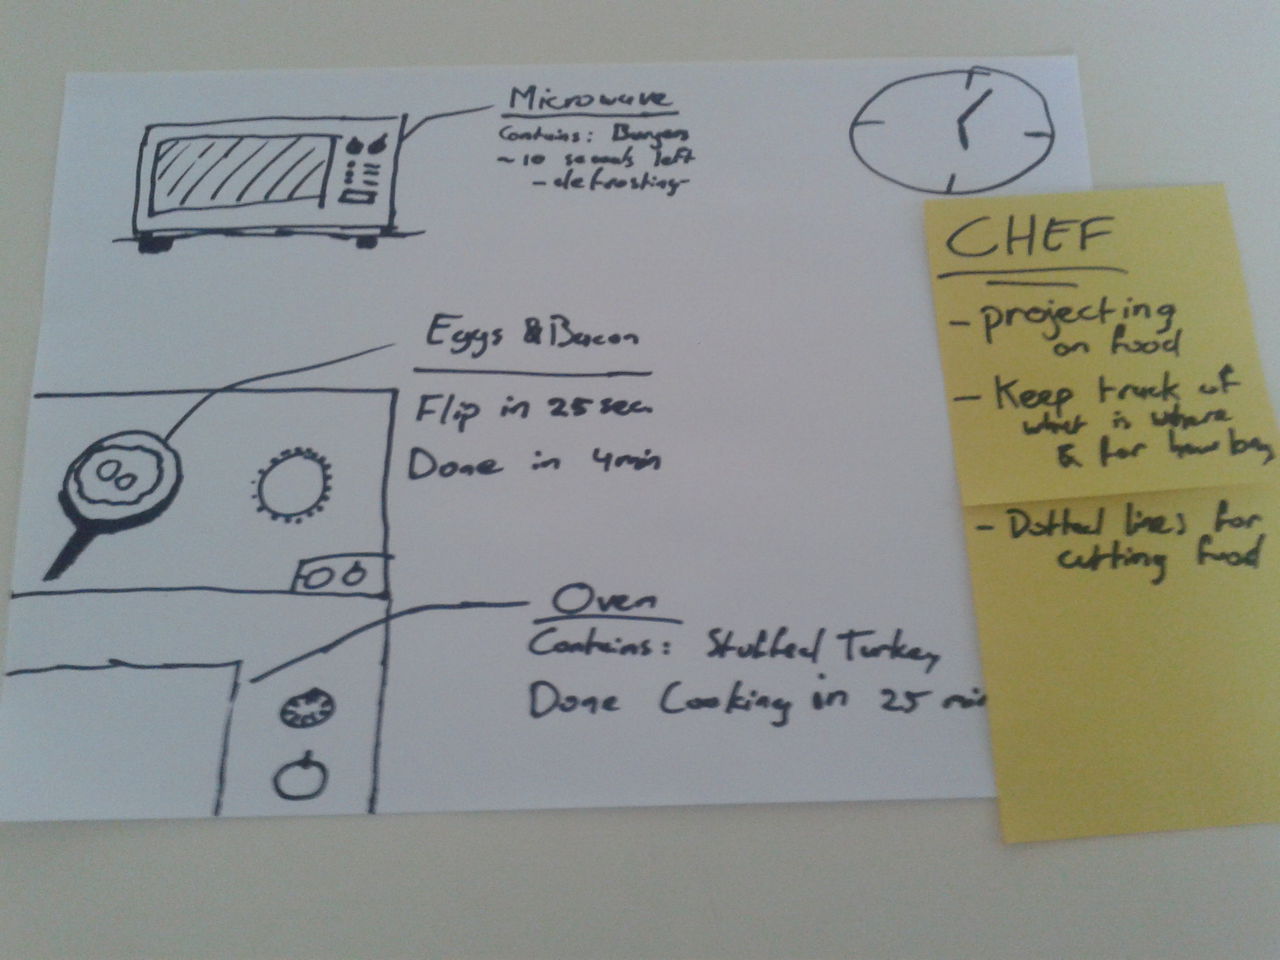 Microwave
Contains: Burgers
~10 seconds left
- defrosting-
Eggs & Bacon
Flip in 25 sec
Done in 4min
Oven
Contains: Stuffed Turkey
Done Cooking in 25 min
CHEF
- projecting
on food
- Keep track of
what is where
& for how long
- Dotted lines for
cutting food